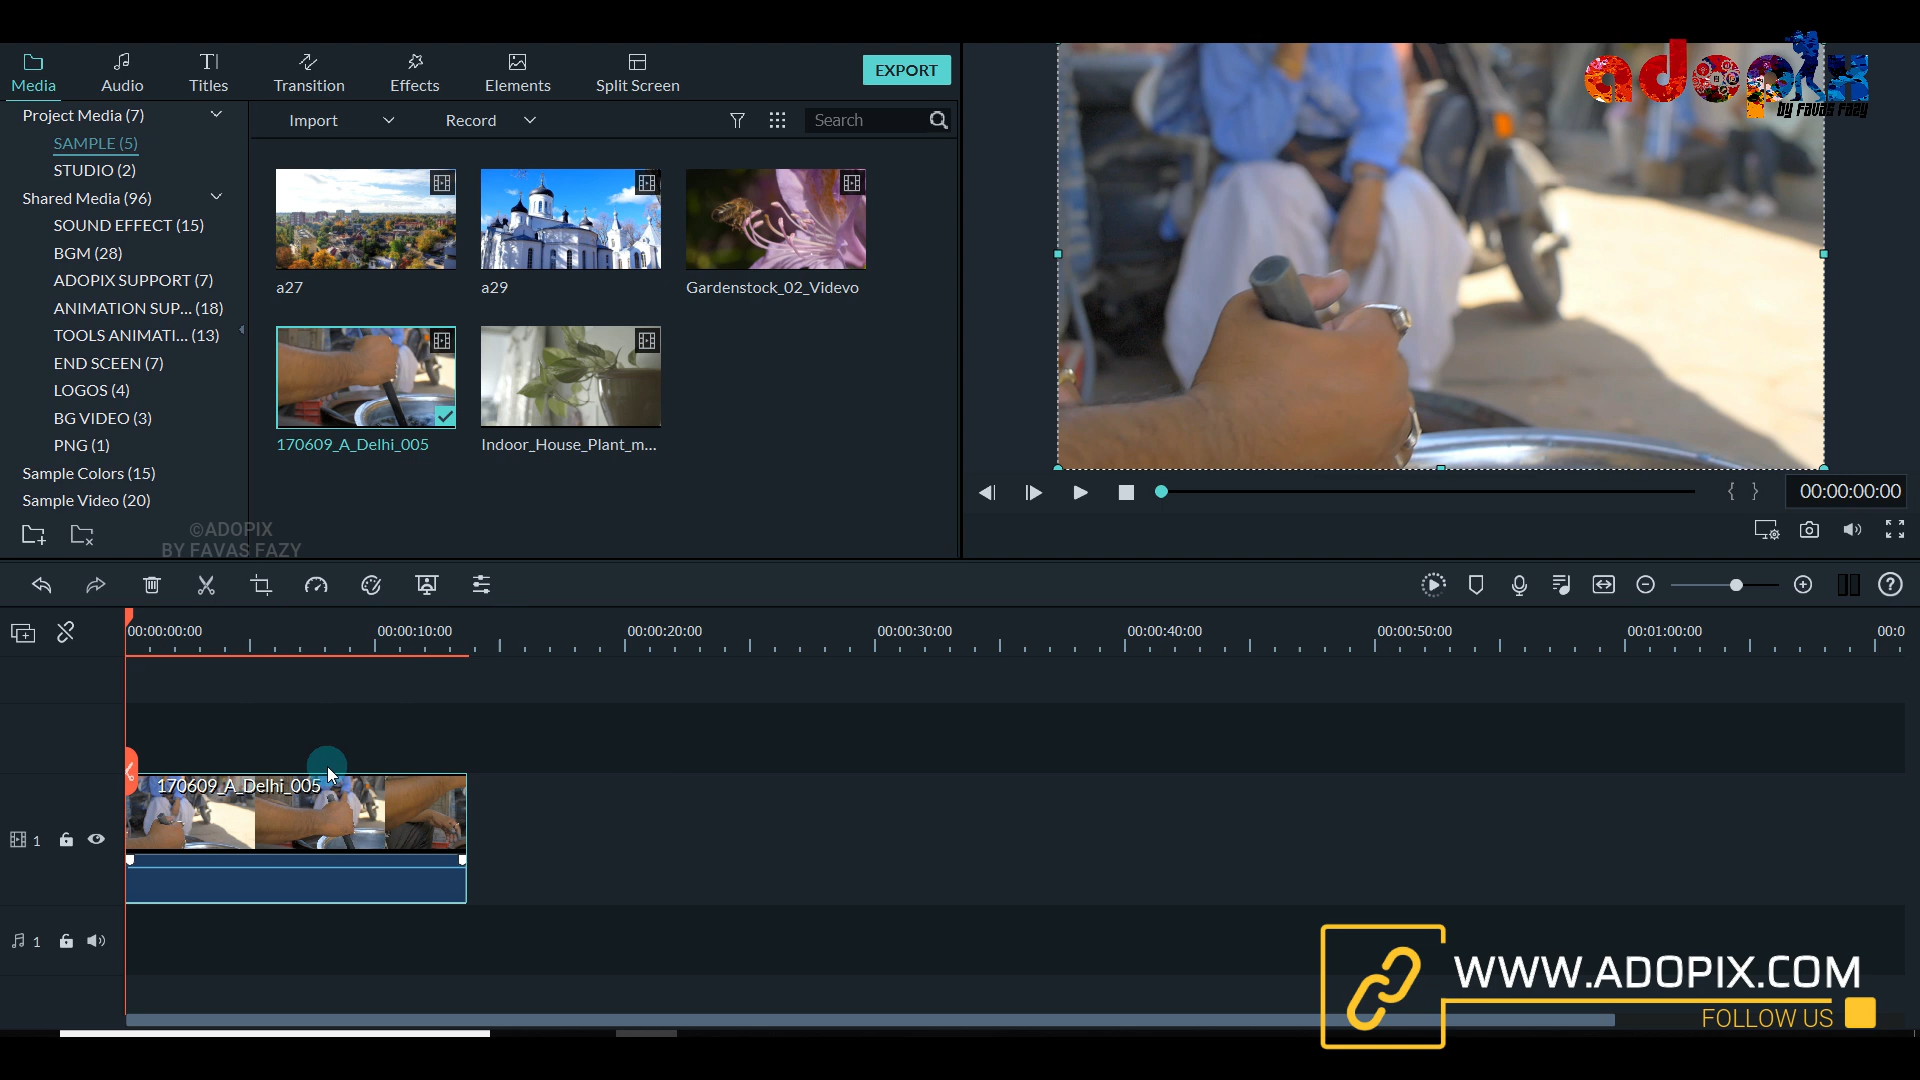 adopix
by FAVAS FAZY
Media
Audio
Titles
Transition
Effects
Elements
Split Screen
EXPORT
Project Media (7)
SAMPLE (5)
STUDIO (2)
Shared Media (96)
SOUND EFFECT (15)
BGM (28)
ADOPIX SUPPORT (7)
ANIMATION SUP... (18)
TOOLS ANIMATI... (13)
END SCEEN (7)
LOGOS (4)
BG VIDEO (3)
PNG (1)
Sample Colors (15)
Sample Video (20)
Import
Record
Search
a27
a29
Gardenstock_02_Videvo
170609_A_Delhi_005
Indoor_House_Plant_m...
©ADOPIX
BY FAVAS FAZY
{ }
00:00:00:00
00:00:00:00
00:00:10:00
00:00:20:00
00:00:30:00
00:00:40:00
00:00:50:00
00:01:00:00
00:0
170609_A_Delhi_005
1
1
WWW.ADOPIX.COM
FOLLOW US